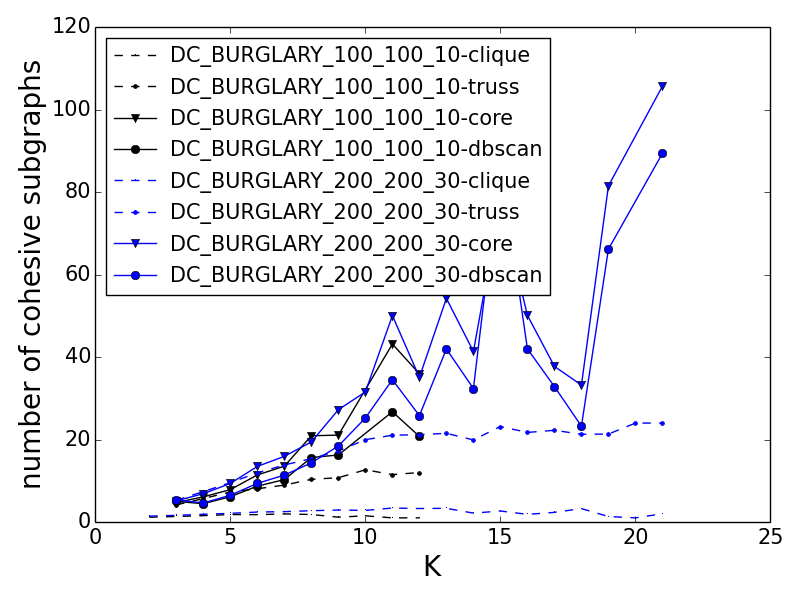 120
100
80
60
40
20
0
number of cohesive subgraphs
DC_BURGLARY_100_100_10-clique
DC_BURGLARY_100_100_10-truss
DC_BURGLARY_100_100_10-core
DC_BURGLARY_100_100_10-dbscan
DC_BURGLARY_200_200_30-clique
DC_BURGLARY_200_200_30-truss
DC_BURGLARY_200_200_30-core
DC_BURGLARY_200_200_30-dbscan
0 5 10 15 20 25
K